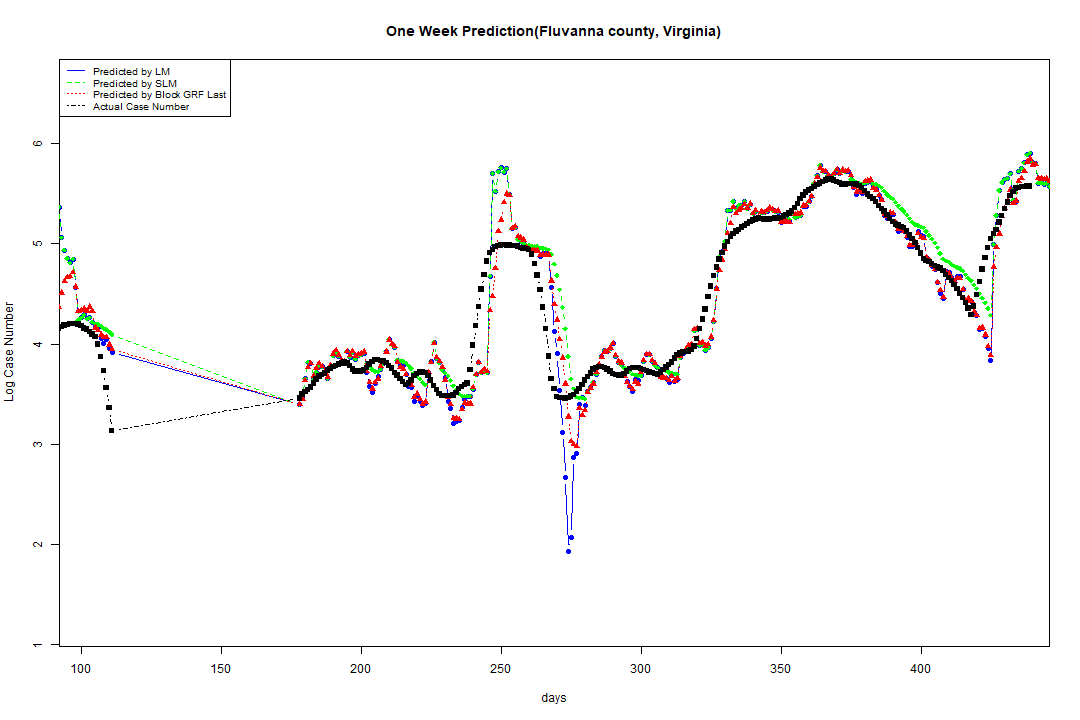 One Week Prediction(Fluvanna county, Virginia)
Predicted by LM
Predicted by SLM
Predicted by Block GRF Last
Actual Case Number
Log Case Number
6
5
4
3
2
1
100 150 200 250 300 350 400
days